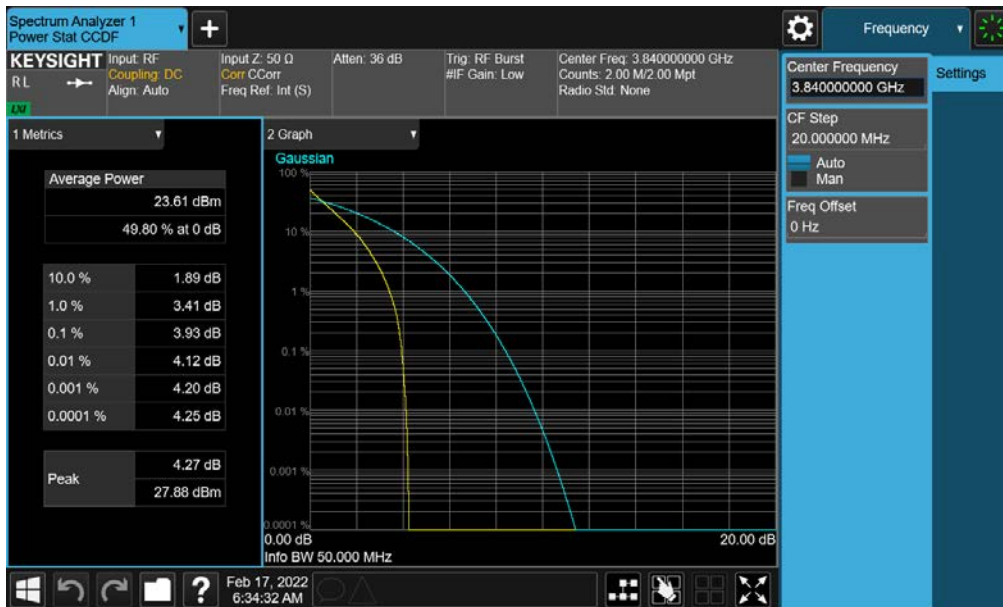 Spectrum Analyzer 1
Power Stat CCDF
+
Frequency
KEYSIGHT
RL
LXI
Input: RF
Coupling: DC
Align: Auto
Input Z: 50 Ω
Corr CCorr
Freq Ref: Int (S)
Atten: 36 dB
Trig: RF Burst
#IF Gain: Low
Center Freq: 3.840000000 GHz
Counts: 2.00 M/2.00 Mpt
Radio Std: None
Center Frequency
3.840000000 GHz
Settings
CF Step
20.000000 MHz
Auto
Man
Freq Offset
0 Hz
1 Metrics
Average Power
23.61 dBm
49.80 % at 0 dB
10.0 % 1.89 dB
1.0 % 3.41 dB
0.1 % 3.93 dB
0.01 % 4.12 dB
0.001 % 4.20 dB
0.0001 % 4.25 dB
Peak
4.27 dB
27.88 dBm
2 Graph
Gaussian
100 %
10 %
1 %
0.1 %
0.01 %
0.001 %
0.0001 %
0.00 dB 20.00 dB
Info BW 50.000 MHz
?
Feb 17, 2022
6:34:32 AM